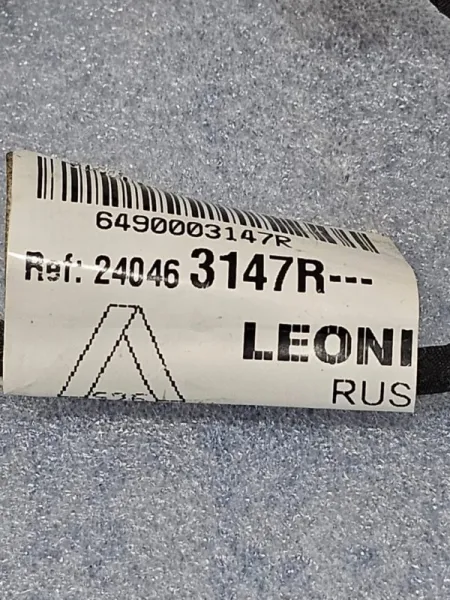 6490003147R
Ref: 24046 3147R---
LEONI
RUS